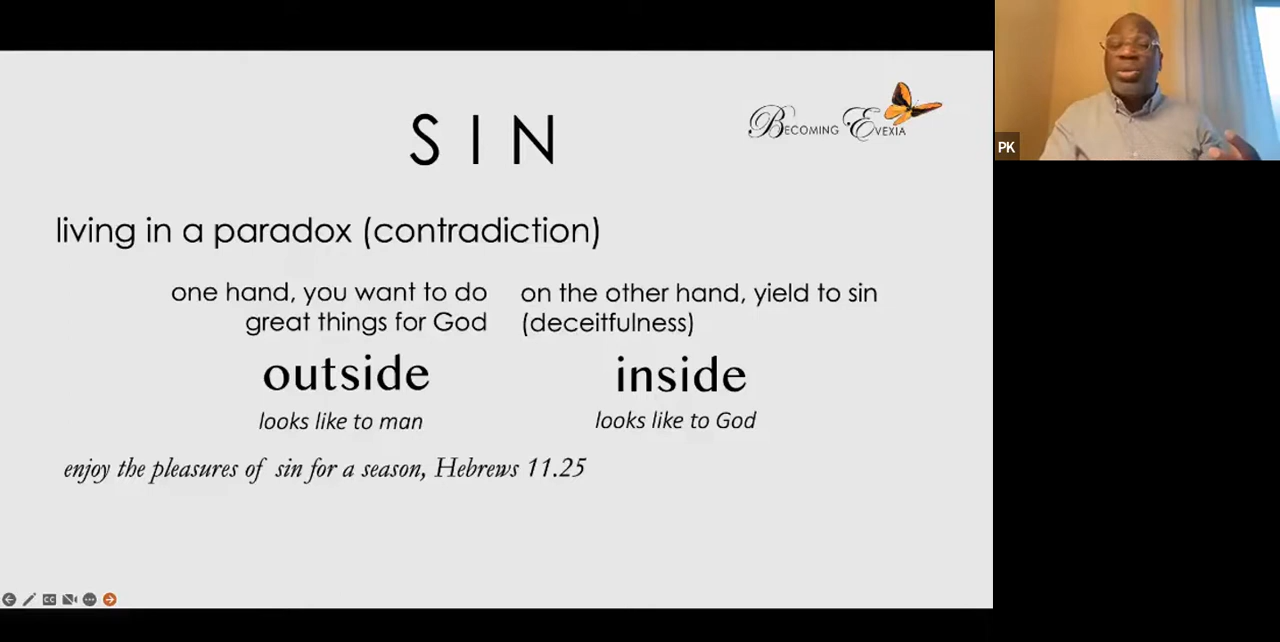 SIN
BECOMING EVEXIA
PK
living in a paradox (contradiction)
one hand, you want to do
great things for God
on the other hand, yield to sin
(deceitfulness)
outside
inside
looks like to man
looks like to God
enjoy the pleasures of sin for a season, Hebrews 11.25
CC